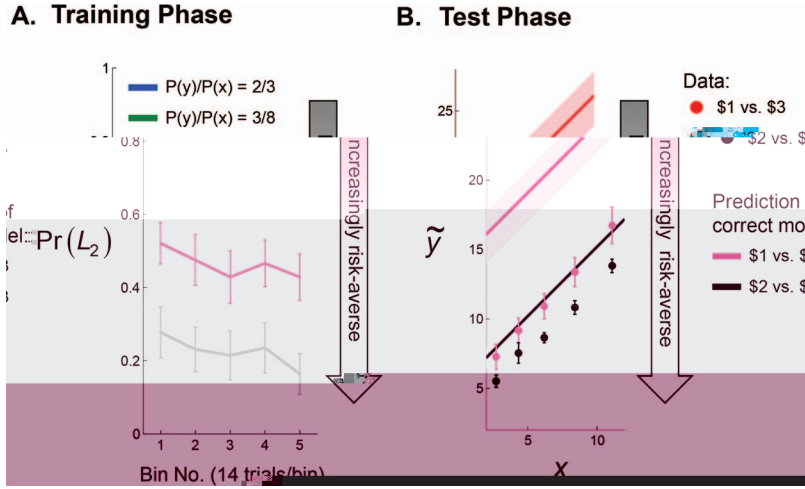 A. Training Phase
1
P(y)/P(x) = 2/3
P(y)/P(x) = 3/8
0.8
0.6
0.4
0.2
0
Pr(L₂)
1 2 3 4 5
Bin No. (14 trials/bin)
ncreasingly risk-averse
B. Test Phase
25
20
15
10
5
ỹ
5 10
x
ncreasingly risk-averse
Data:
$1 vs. $3
$2 vs. $
Prediction
correct mo
$1 vs. $
$2 vs. $